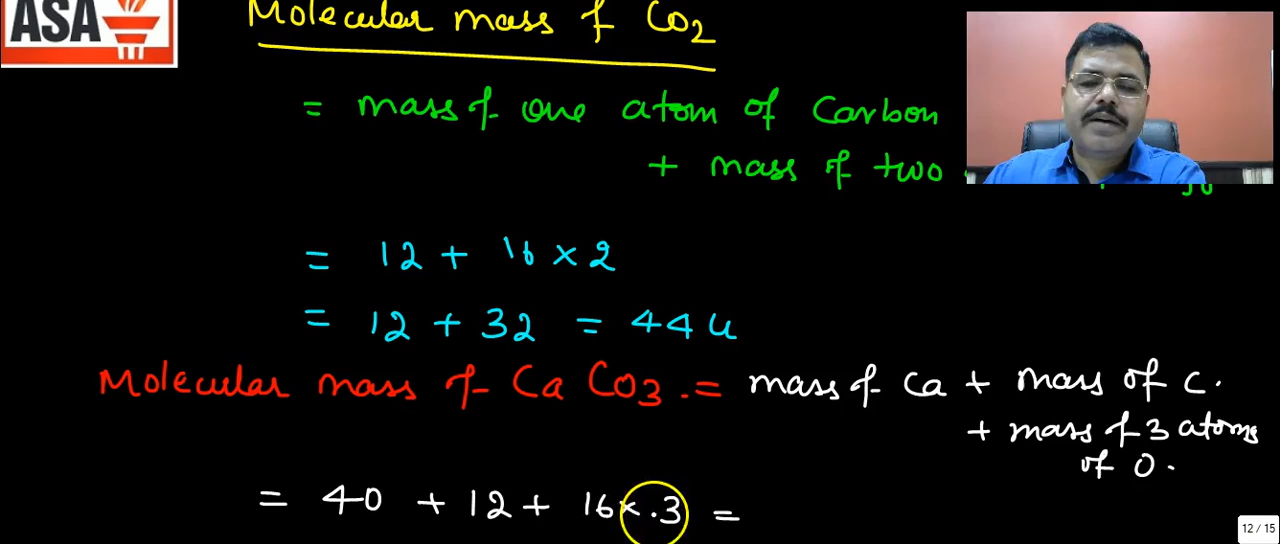 ASA
Molecular mass of Co2
= mass of one atom of Carbon
+ mass of two
= 12 + 16 × 2
= 12 + 32 = 44 u
Molecular mass of Ca Co3 .= mass of Ca + mass of C.
+ mass of 3 atoms
of O.
= 40 + 12 + 16 × .3 =
12 / 15